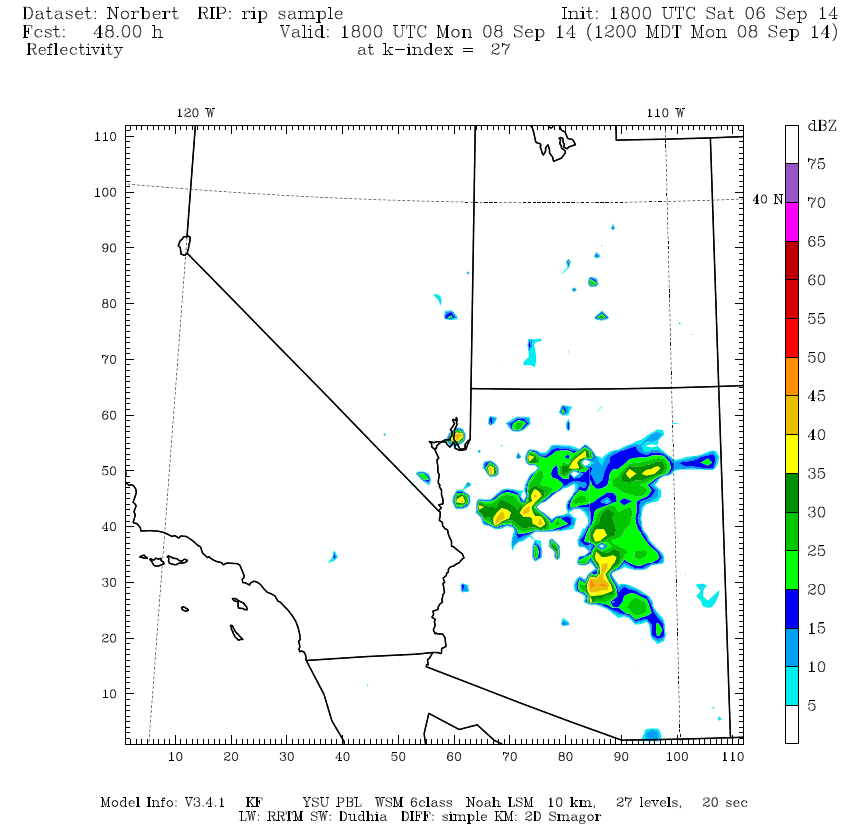 Dataset: Norbert RIP: rip sample Init: 1800 UTC Sat 06 Sep 14
Fcst: 48.00 h Valid: 1800 UTC Mon 08 Sep 14 (1200 MDT Mon 08 Sep 14)
Reflectivity at k-index = 27
120 W 110 W
dBZ
110
100
90
80
70
60
50
40
30
20
10
40 N
75
70
65
60
55
50
45
40
35
30
25
20
15
10
5
10 20 30 40 50 60 70 80 90 100 110
Model Info: V3.4.1 KF YSU PBL WSM 6class Noah LSM 10 km, 27 levels, 20 sec
LW: RRTM SW: Dudhia DIFF: simple KM: 2D Smagor